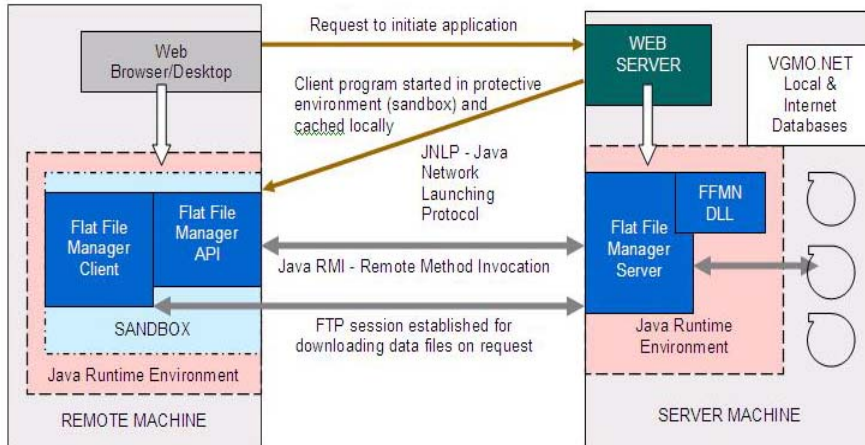 Request to initiate application
Web
Browser/Desktop
WEB
SERVER
VGMO.NET
Local &
Internet
Databases
Client program started in protective
environment (sandbox) and
cached locally
JNLP - Java
Network
Launching
Protocol
Flat File
Manager
Client
Flat File
Manager
API
FFMN
DLL
Flat File
Manager
Server
Java RMI - Remote Method Invocation
SANDBOX
FTP session established for
downloading data files on request
Java Runtime
Environment
Java Runtime Environment
REMOTE MACHINE
SERVER MACHINE